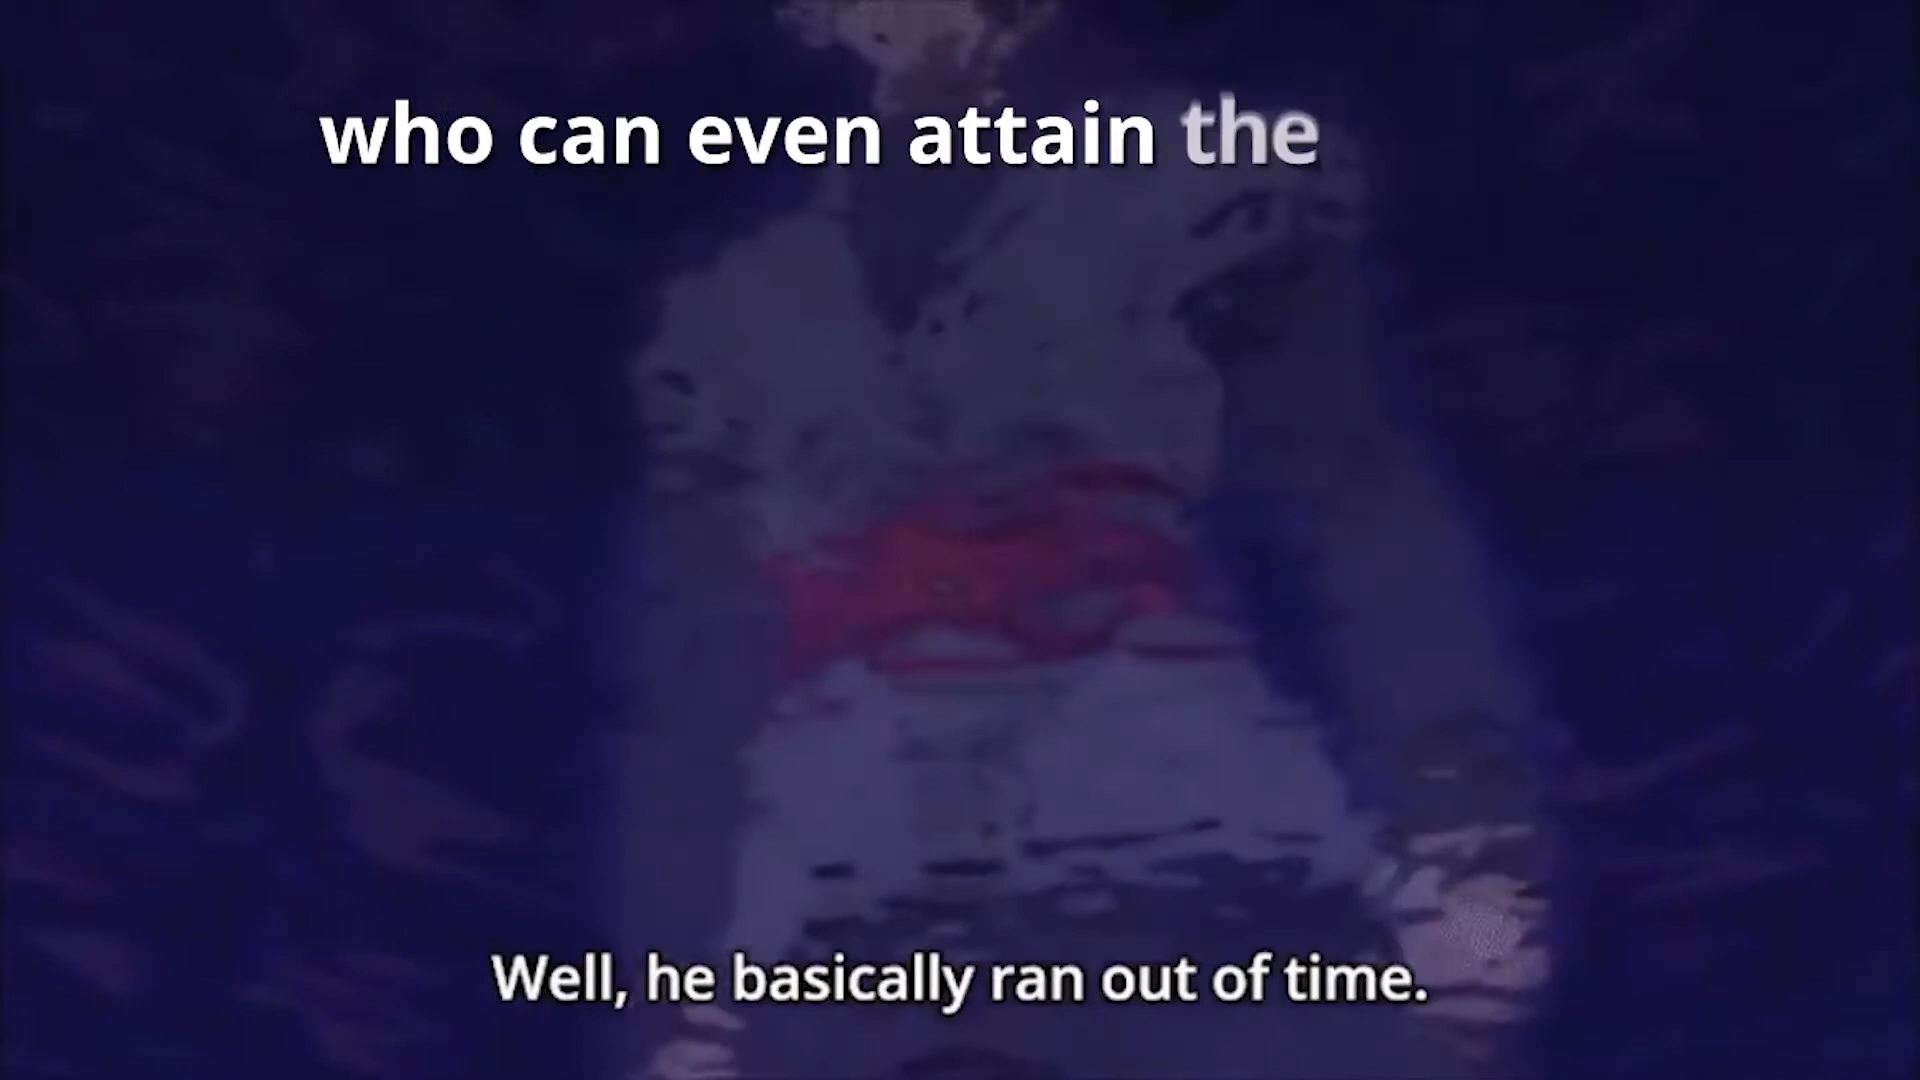 who can even attain the
Well, he basically ran out of time.